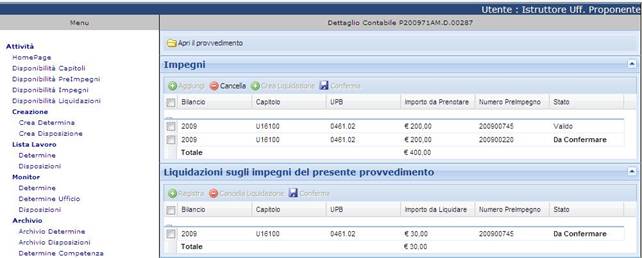 Utente : Istruttore Uff. Proponente
Menu
Dettaglio Contabile P200971AM.D.00287
Attività
HomePage
Disponibilità Capitoli
Disponibilità PreImpegni
Disponibilità Impegni
Disponibilità Liquidazioni
Creazione
Crea Determina
Crea Disposizione
Lista Lavoro
Determine
Disposizioni
Monitor
Determine
Determine Ufficio
Disposizioni
Archivio
Archivio Determine
Archivio Disposizioni
Determine Competenza
Apri il provvedimento
Impegni
Aggiungi Cancella Crea Liquidazione Conferma
Bilancio Capitolo UPB Importo da Prenotare Numero PreImpegno Stato
2009 U16100 0461.02 € 200,00 200900745 Valido
2009 U16100 0461.02 € 200,00 200900220 Da Confermare
Totale € 400,00
Liquidazioni sugli impegni del presente provvedimento
Registra Cancella Liquidazione Conferma
Bilancio Capitolo UPB Importo da Liquidare Numero PreImpegno Stato
2009 U16100 0461.02 € 30,00 200900745 Da Confermare
Totale € 30,00